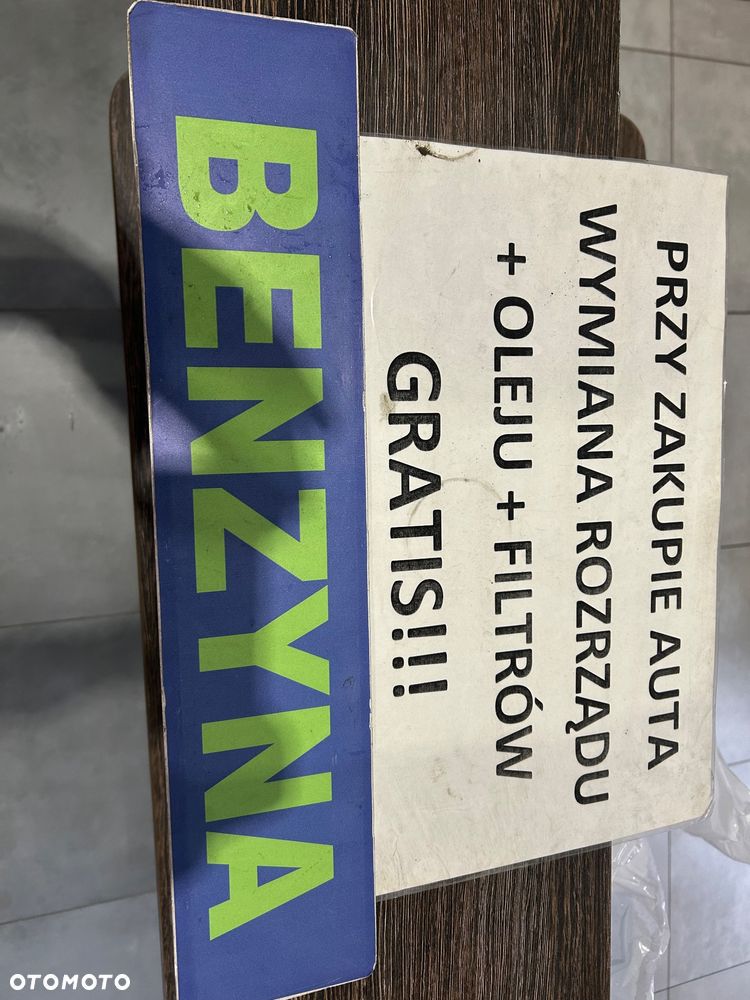 PRZY ZAKUPIE AUTA
WYMIANA ROZRZĄDU
+ OLEJU + FILTRÓW
GRATIS!!!
BENZYNA
OTOMOTO